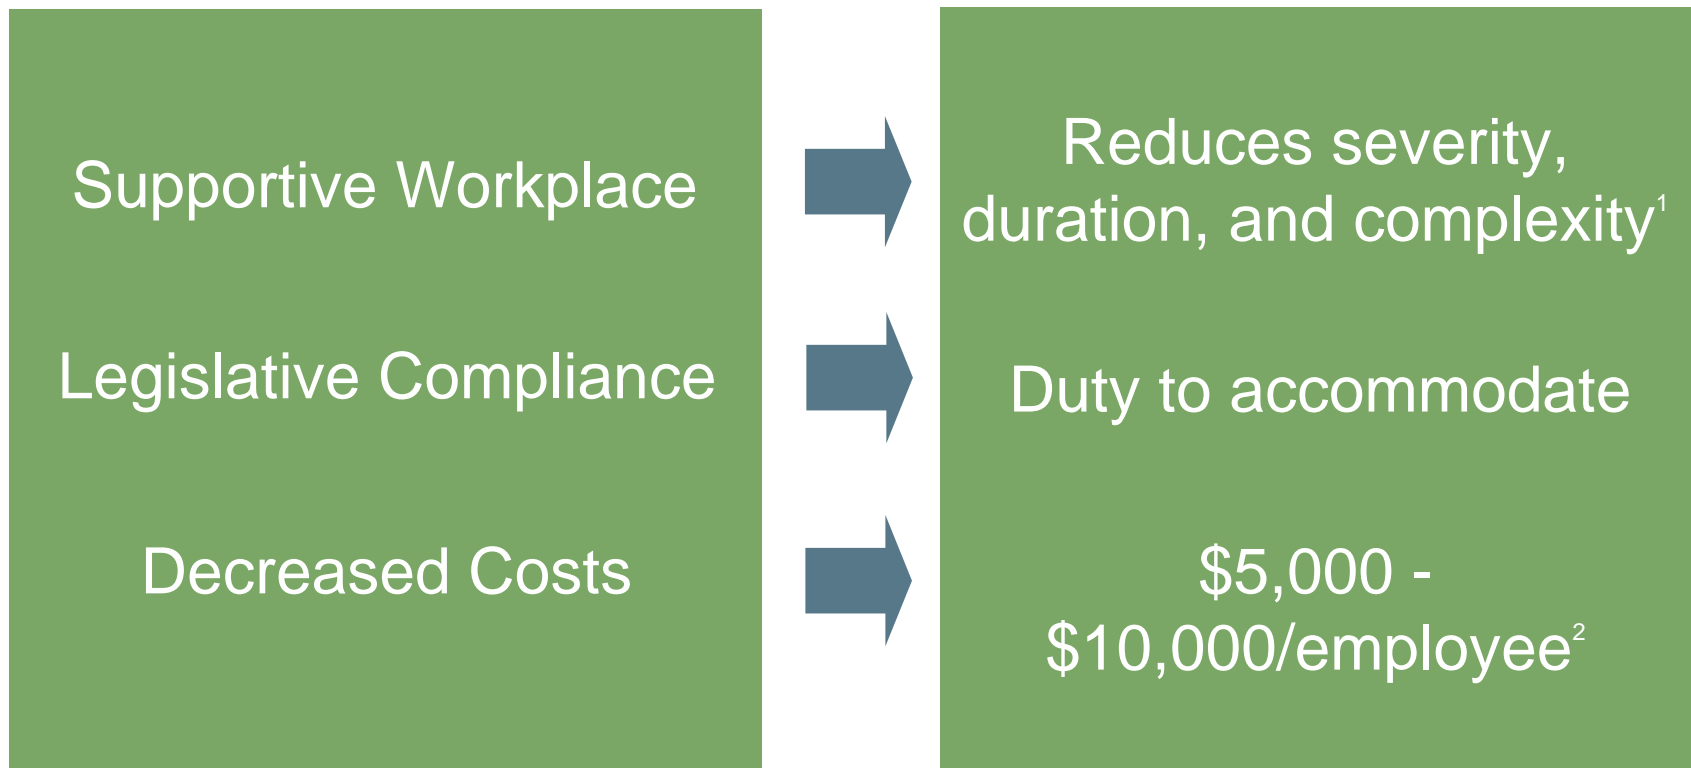 Supportive Workplace
Reduces severity,
duration, and complexity¹
Legislative Compliance
Duty to accommodate
Decreased Costs
$5,000 -
$10,000/employee²